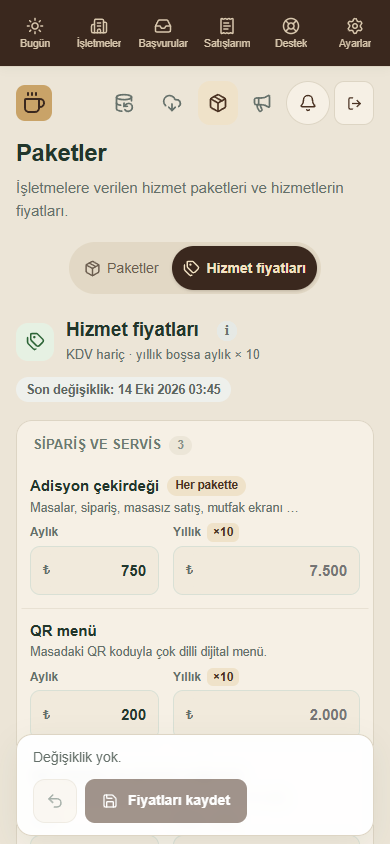 Bugün İşletmeler Başvurular Satışlarım Destek Ayarlar
Paketler
İşletmelere verilen hizmet paketleri ve hizmetlerin
fiyatları.
Paketler Hizmet fiyatları
Hizmet fiyatları i
KDV hariç · yıllık boşsa aylık × 10
Son değişiklik: 14 Eki 2026 03:45
SİPARİŞ VE SERVİS 3
Adisyon çekirdeği Her pakette
Masalar, sipariş, masasız satış, mutfak ekranı …
Aylık Yıllık ×10
₺ 750 7.500
QR menü
Masadaki QR koduyla çok dilli dijital menü.
Aylık Yıllık ×10
₺ 200 ₺ 2.000
Değişiklik yok.
Fiyatları kaydet